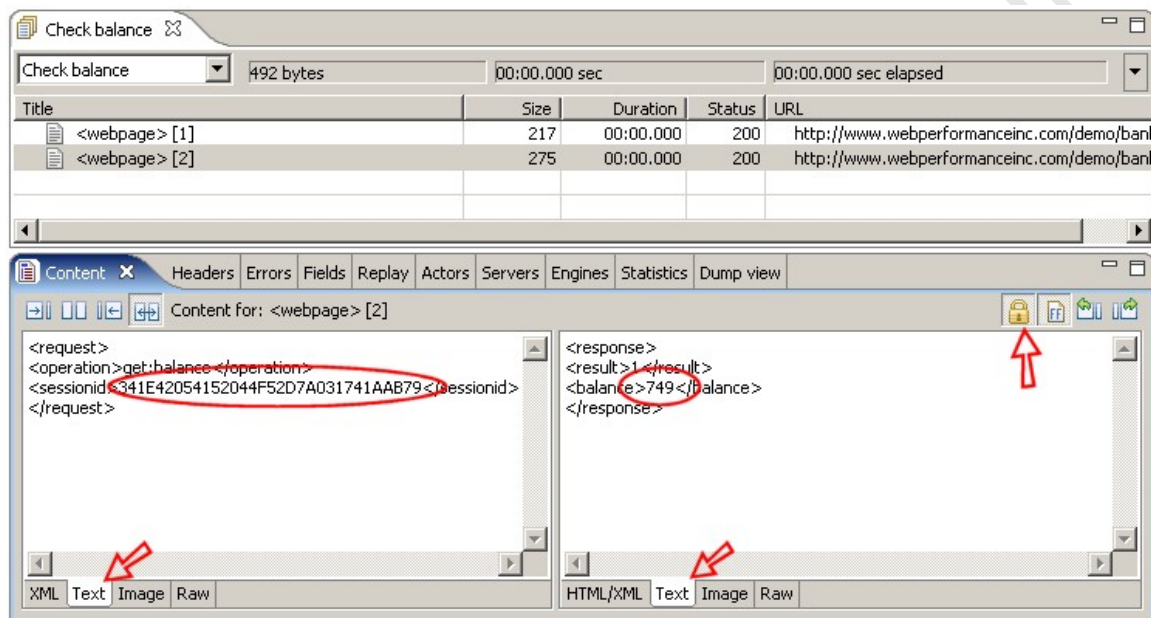 Check balance
Check balance 492 bytes 00:00.000 sec 00:00.000 sec elapsed
Title Size Duration Status URL
<webpage> [1] 217 00:00.000 200 http://www.webperformanceinc.com/demo/ban
<webpage> [2] 275 00:00.000 200 http://www.webperformanceinc.com/demo/ban
Content Headers Errors Fields Replay Actors Servers Engines Statistics Dump view
Content for: <webpage> [2] FF
<request>
<operation>get:balance</operation>
<sessionid>341E42054152044F52D7A031741AAB79</sessionid>
</request>
<response>
<result>1</result>
<balance>749</balance>
</response>
XML Text Image Raw
HTML/XML Text Image Raw